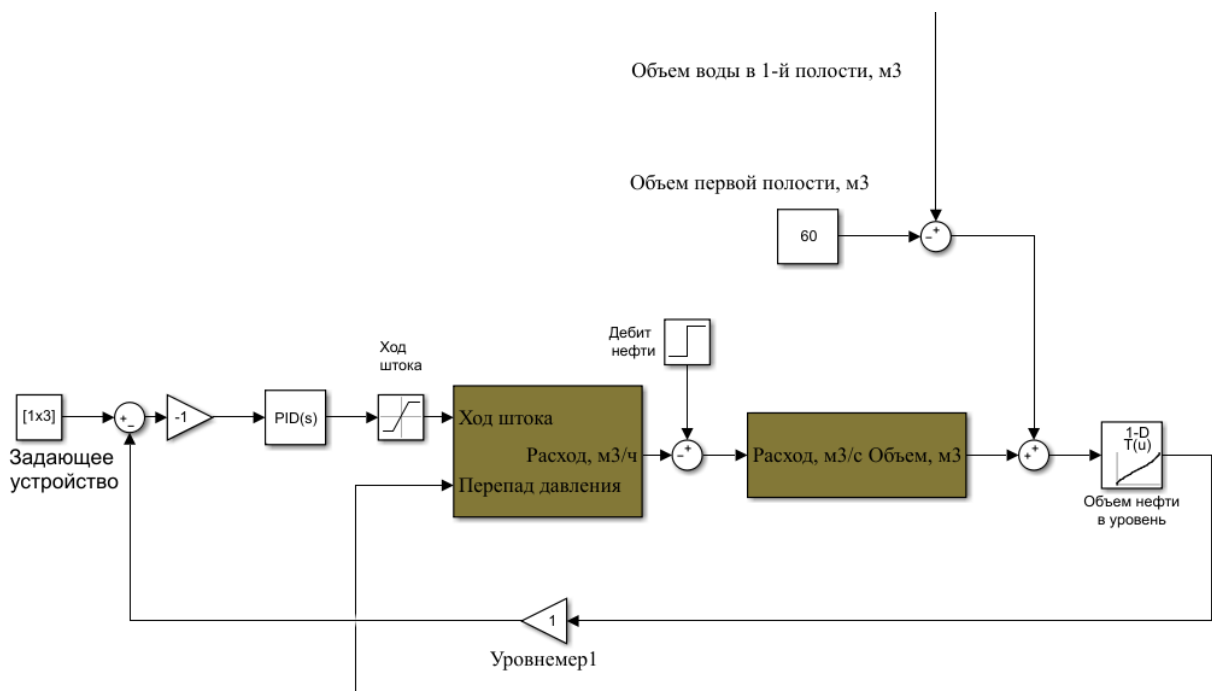 Объем воды в 1-й полости, м3
Объем первой полости, м3
60
− +
Дебит
нефти
Ход
штока
[1x3]
+ −
-1
PID(s)
Ход штока
Расход, м3/ч
Перепад давления
− +
Расход, м3/с Объем, м3
+ +
1-D
T(u)
Задающее
устройство
Объем нефти
в уровень
1
Уровнемер1